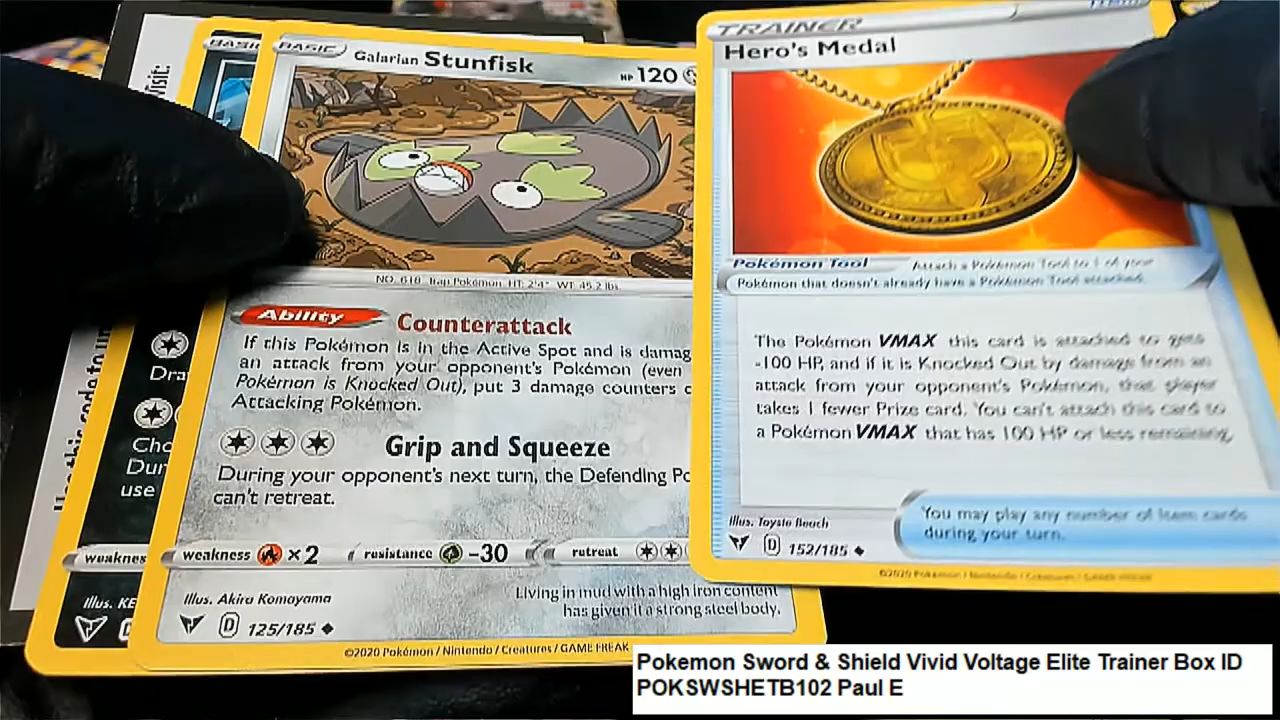 Visit:
BASIC
BASIC Galarian Stunfisk HP 120
NO. 618 Trap Pokémon HT: 2'4" WT: 45.2 lbs.
Ability Counterattack
If this Pokémon is in the Active Spot and is damag
an attack from your opponent's Pokémon (even
Pokémon is Knocked Out), put 3 damage counters
Attacking Pokémon.
Grip and Squeeze
During your opponent's next turn, the Defending Po
can't retreat.
weakness ×2 resistance -30 retreat
Illus. Akira Komayama
Living in mud with a high iron content
has given it a strong steel body.
D 125/185
©2020 Pokémon / Nintendo / Creatures / GAME FREAK
Dra
Cho
Dur
use
weakness
Illus. KE
TRAINER
Hero's Medal
Pokémon Tool Attach a Pokémon Tool to 1 of your
Pokémon that doesn't already have a Pokémon Tool attached.
The Pokémon VMAX this card is attached to gets
-100 HP, and if it is Knocked Out by damage from an
attack from your opponent's Pokémon, that player
takes 1 fewer Prize card. You can't attach this card to
a Pokémon VMAX that has 100 HP or less remaining.
You may play any number of Item cards
during your turn.
Illus. Toyste Beach
D 152/185
©2020 Pokémon / Nintendo / Creatures / GAME FREAK
Pokemon Sword & Shield Vivid Voltage Elite Trainer Box ID
POKSWSHETB102 Paul E